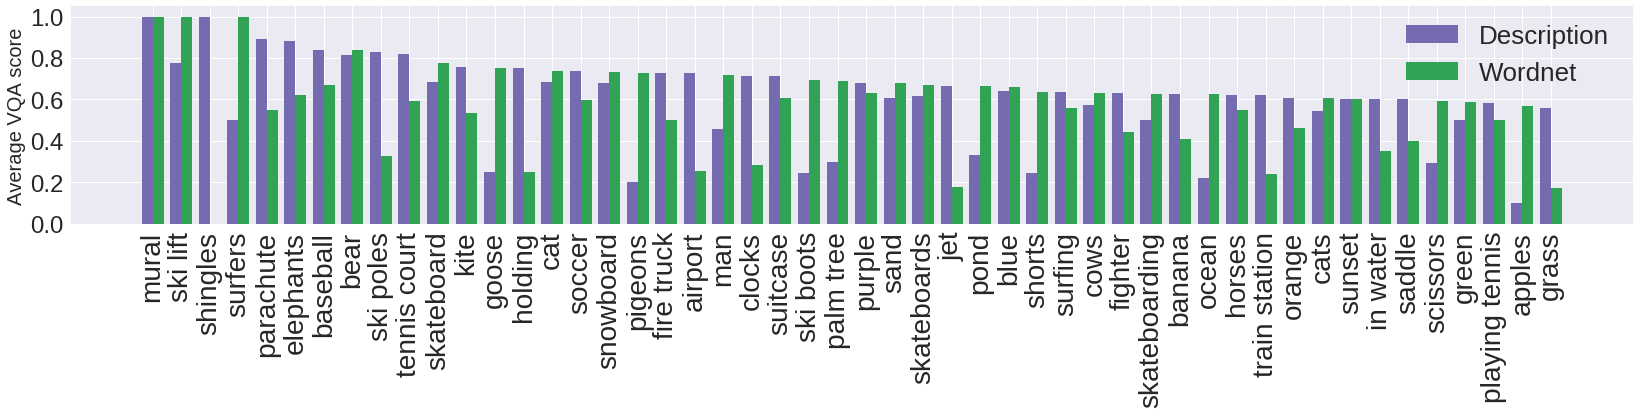 Average VQA score
1.0
0.8
0.6
0.4
0.2
0.0
Description
Wordnet
mural
ski lift
shingles
surfers
parachute
elephants
baseball
bear
ski poles
tennis court
skateboard
kite
goose
holding
cat
soccer
snowboard
pigeons
fire truck
airport
man
clocks
suitcase
ski boots
palm tree
purple
sand
skateboards
jet
pond
blue
shorts
surfing
cows
fighter
skateboarding
banana
ocean
horses
train station
orange
cats
sunset
in water
saddle
scissors
green
playing tennis
apples
grass